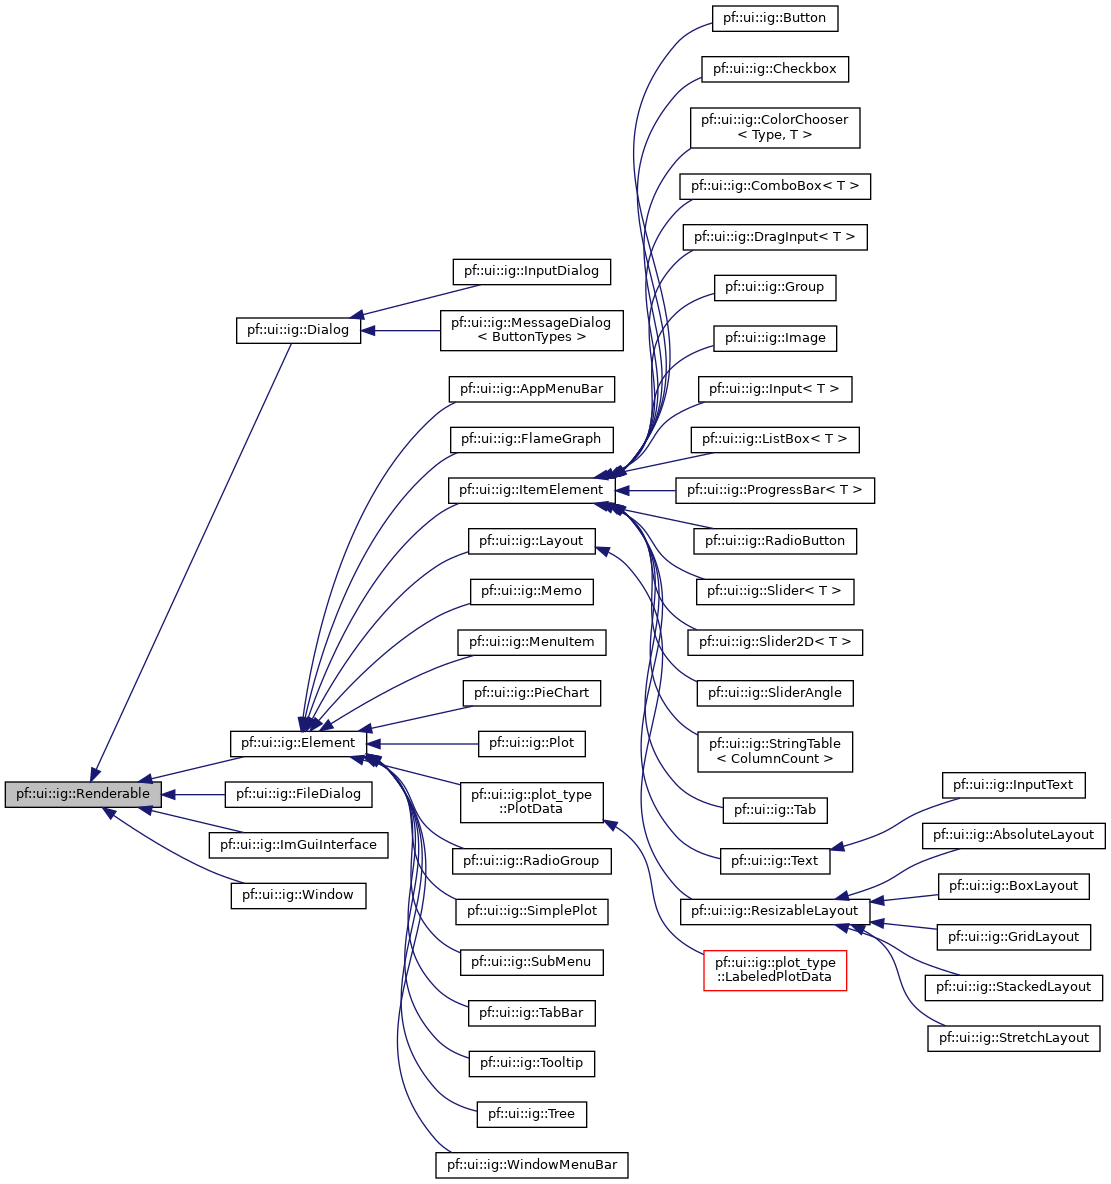 pf::ui::ig::Button
pf::ui::ig::Checkbox
pf::ui::ig::ColorChooser
< Type, T >
pf::ui::ig::ComboBox< T >
pf::ui::ig::DragInput< T >
pf::ui::ig::InputDialog
pf::ui::ig::Group
pf::ui::ig::Dialog
pf::ui::ig::MessageDialog
< ButtonTypes >
pf::ui::ig::Image
pf::ui::ig::AppMenuBar
pf::ui::ig::Input< T >
pf::ui::ig::FlameGraph
pf::ui::ig::ListBox< T >
pf::ui::ig::ItemElement
pf::ui::ig::ProgressBar< T >
pf::ui::ig::Layout
pf::ui::ig::RadioButton
pf::ui::ig::Memo
pf::ui::ig::Slider< T >
pf::ui::ig::MenuItem
pf::ui::ig::Slider2D< T >
pf::ui::ig::PieChart
pf::ui::ig::SliderAngle
pf::ui::ig::Element
pf::ui::ig::Plot
pf::ui::ig::StringTable
< ColumnCount >
pf::ui::ig::Renderable
pf::ui::ig::FileDialog
pf::ui::ig::plot_type
::PlotData
pf::ui::ig::Tab
pf::ui::ig::InputText
pf::ui::ig::ImGuiInterface
pf::ui::ig::RadioGroup
pf::ui::ig::Text
pf::ui::ig::AbsoluteLayout
pf::ui::ig::Window
pf::ui::ig::SimplePlot
pf::ui::ig::ResizableLayout
pf::ui::ig::BoxLayout
pf::ui::ig::GridLayout
pf::ui::ig::SubMenu
pf::ui::ig::plot_type
::LabeledPlotData
pf::ui::ig::StackedLayout
pf::ui::ig::TabBar
pf::ui::ig::StretchLayout
pf::ui::ig::Tooltip
pf::ui::ig::Tree
pf::ui::ig::WindowMenuBar